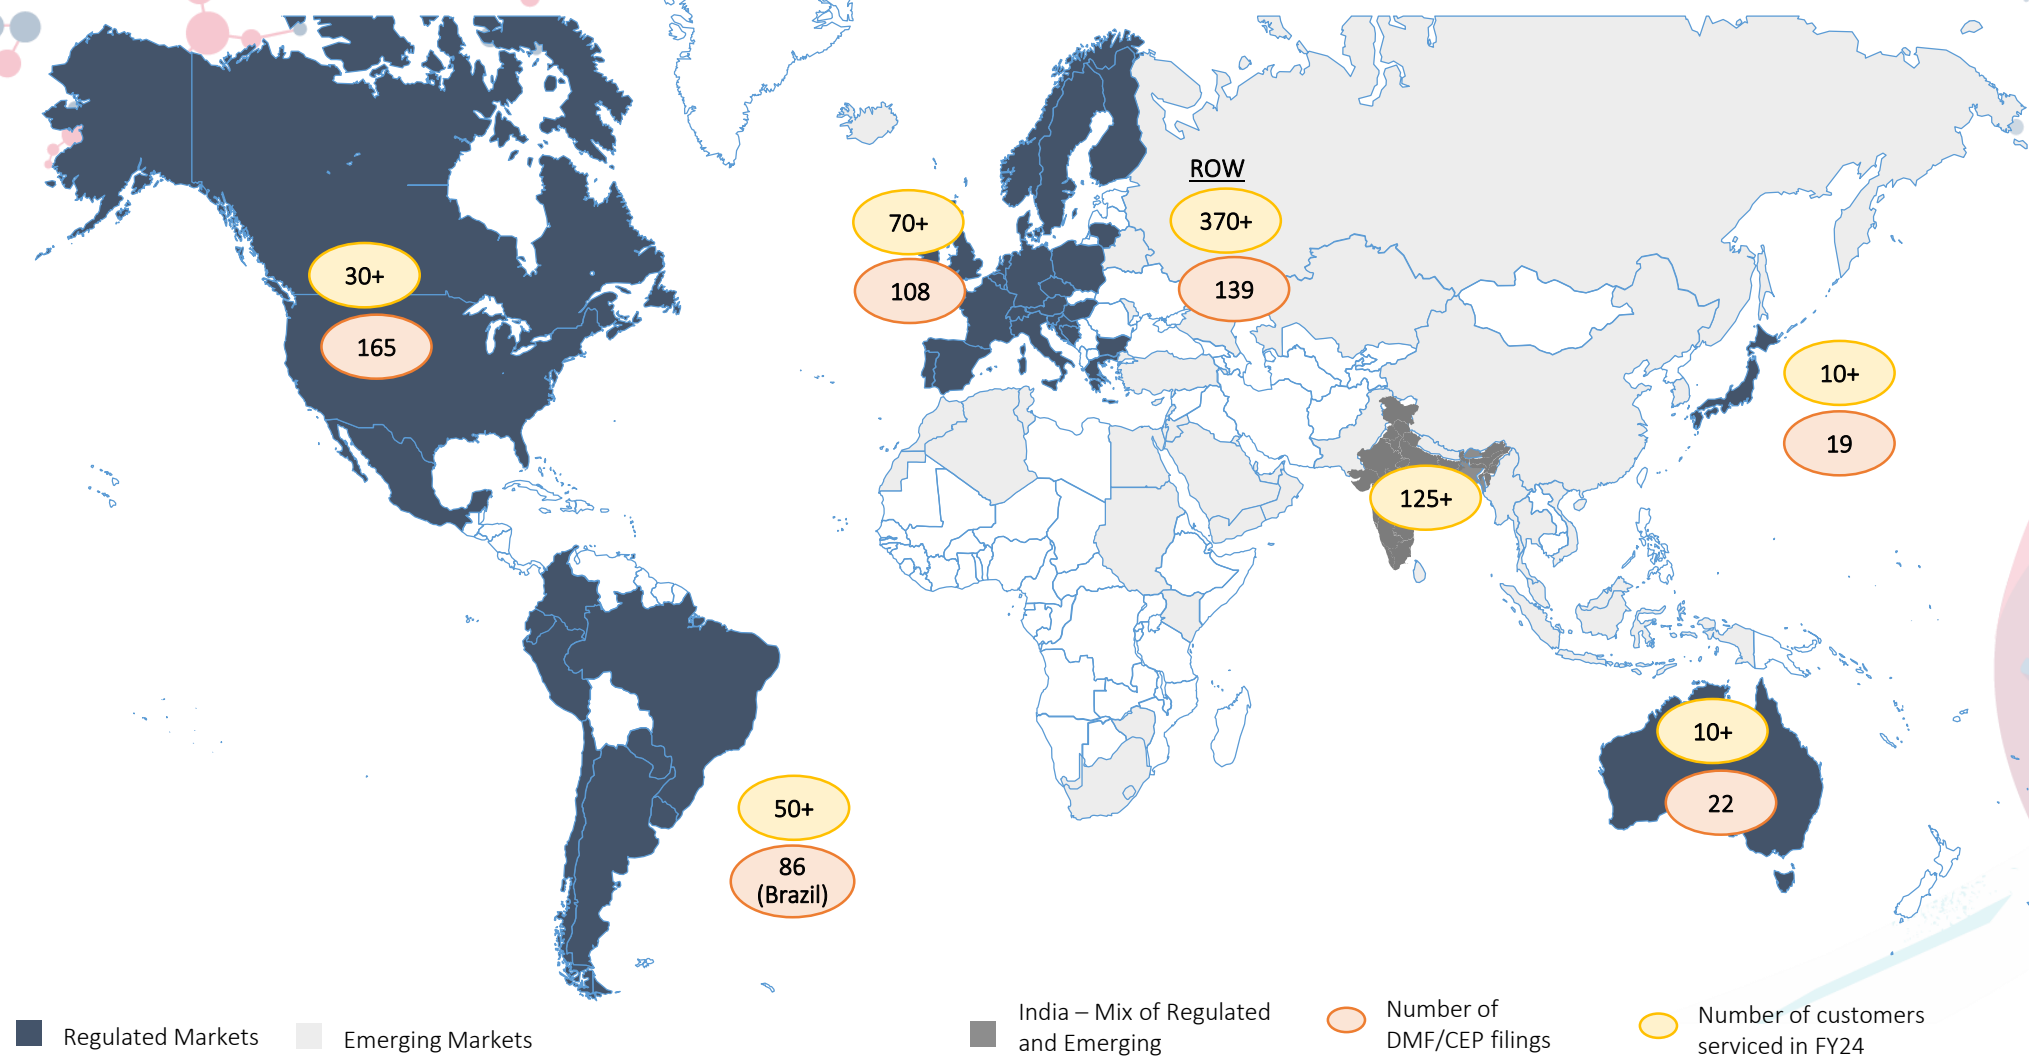 ROW
70+
370+
30+
108
139
165
10+
19
125+
10+
22
50+
86
(Brazil)
Regulated Markets
Emerging Markets
India – Mix of Regulated
and Emerging
Number of
DMF/CEP filings
Number of customers
serviced in FY24